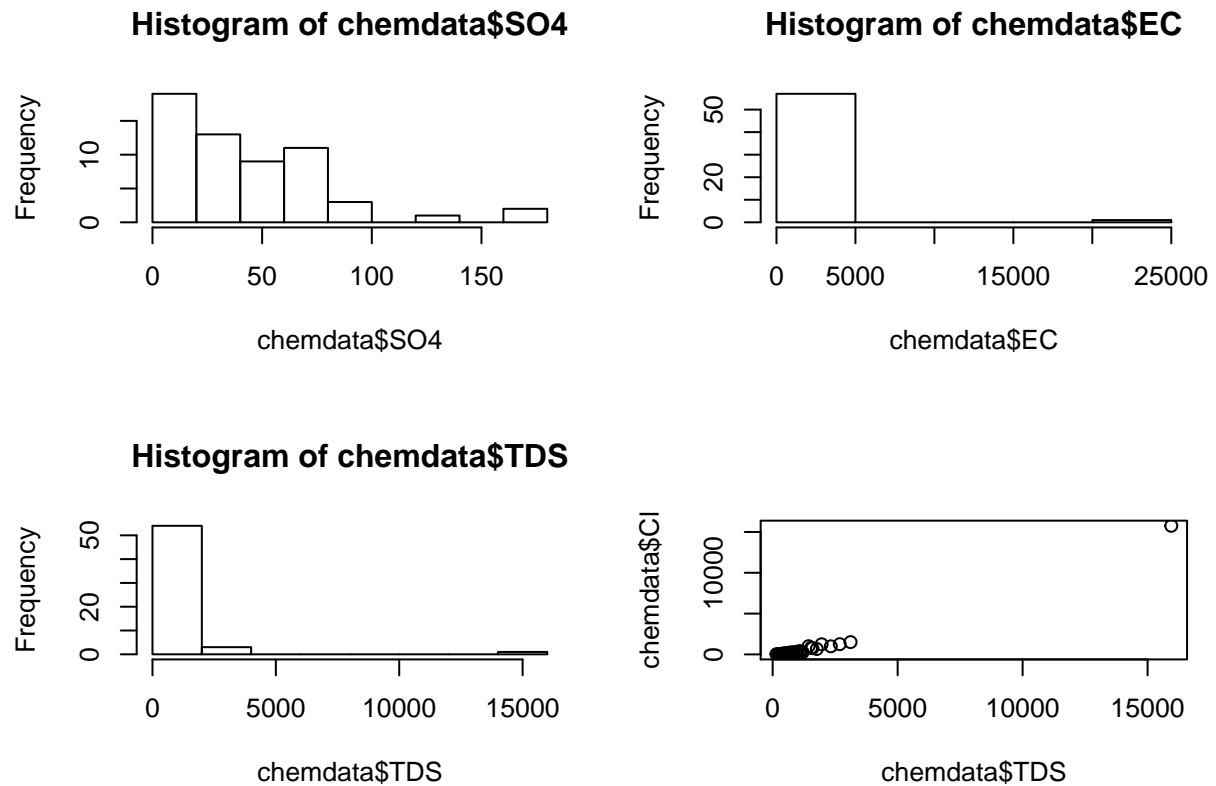 Histogram of chemdata$SO4
Frequency
0
10
0
50
100
150
chemdata$SO4
Histogram of chemdata$EC
Frequency
0
20
50
0
5000
15000
25000
chemdata$EC
Histogram of chemdata$TDS
Frequency
0
20
50
0
5000
10000
15000
chemdata$TDS
chemdata$Cl
0
10000
0
5000
10000
15000
chemdata$TDS